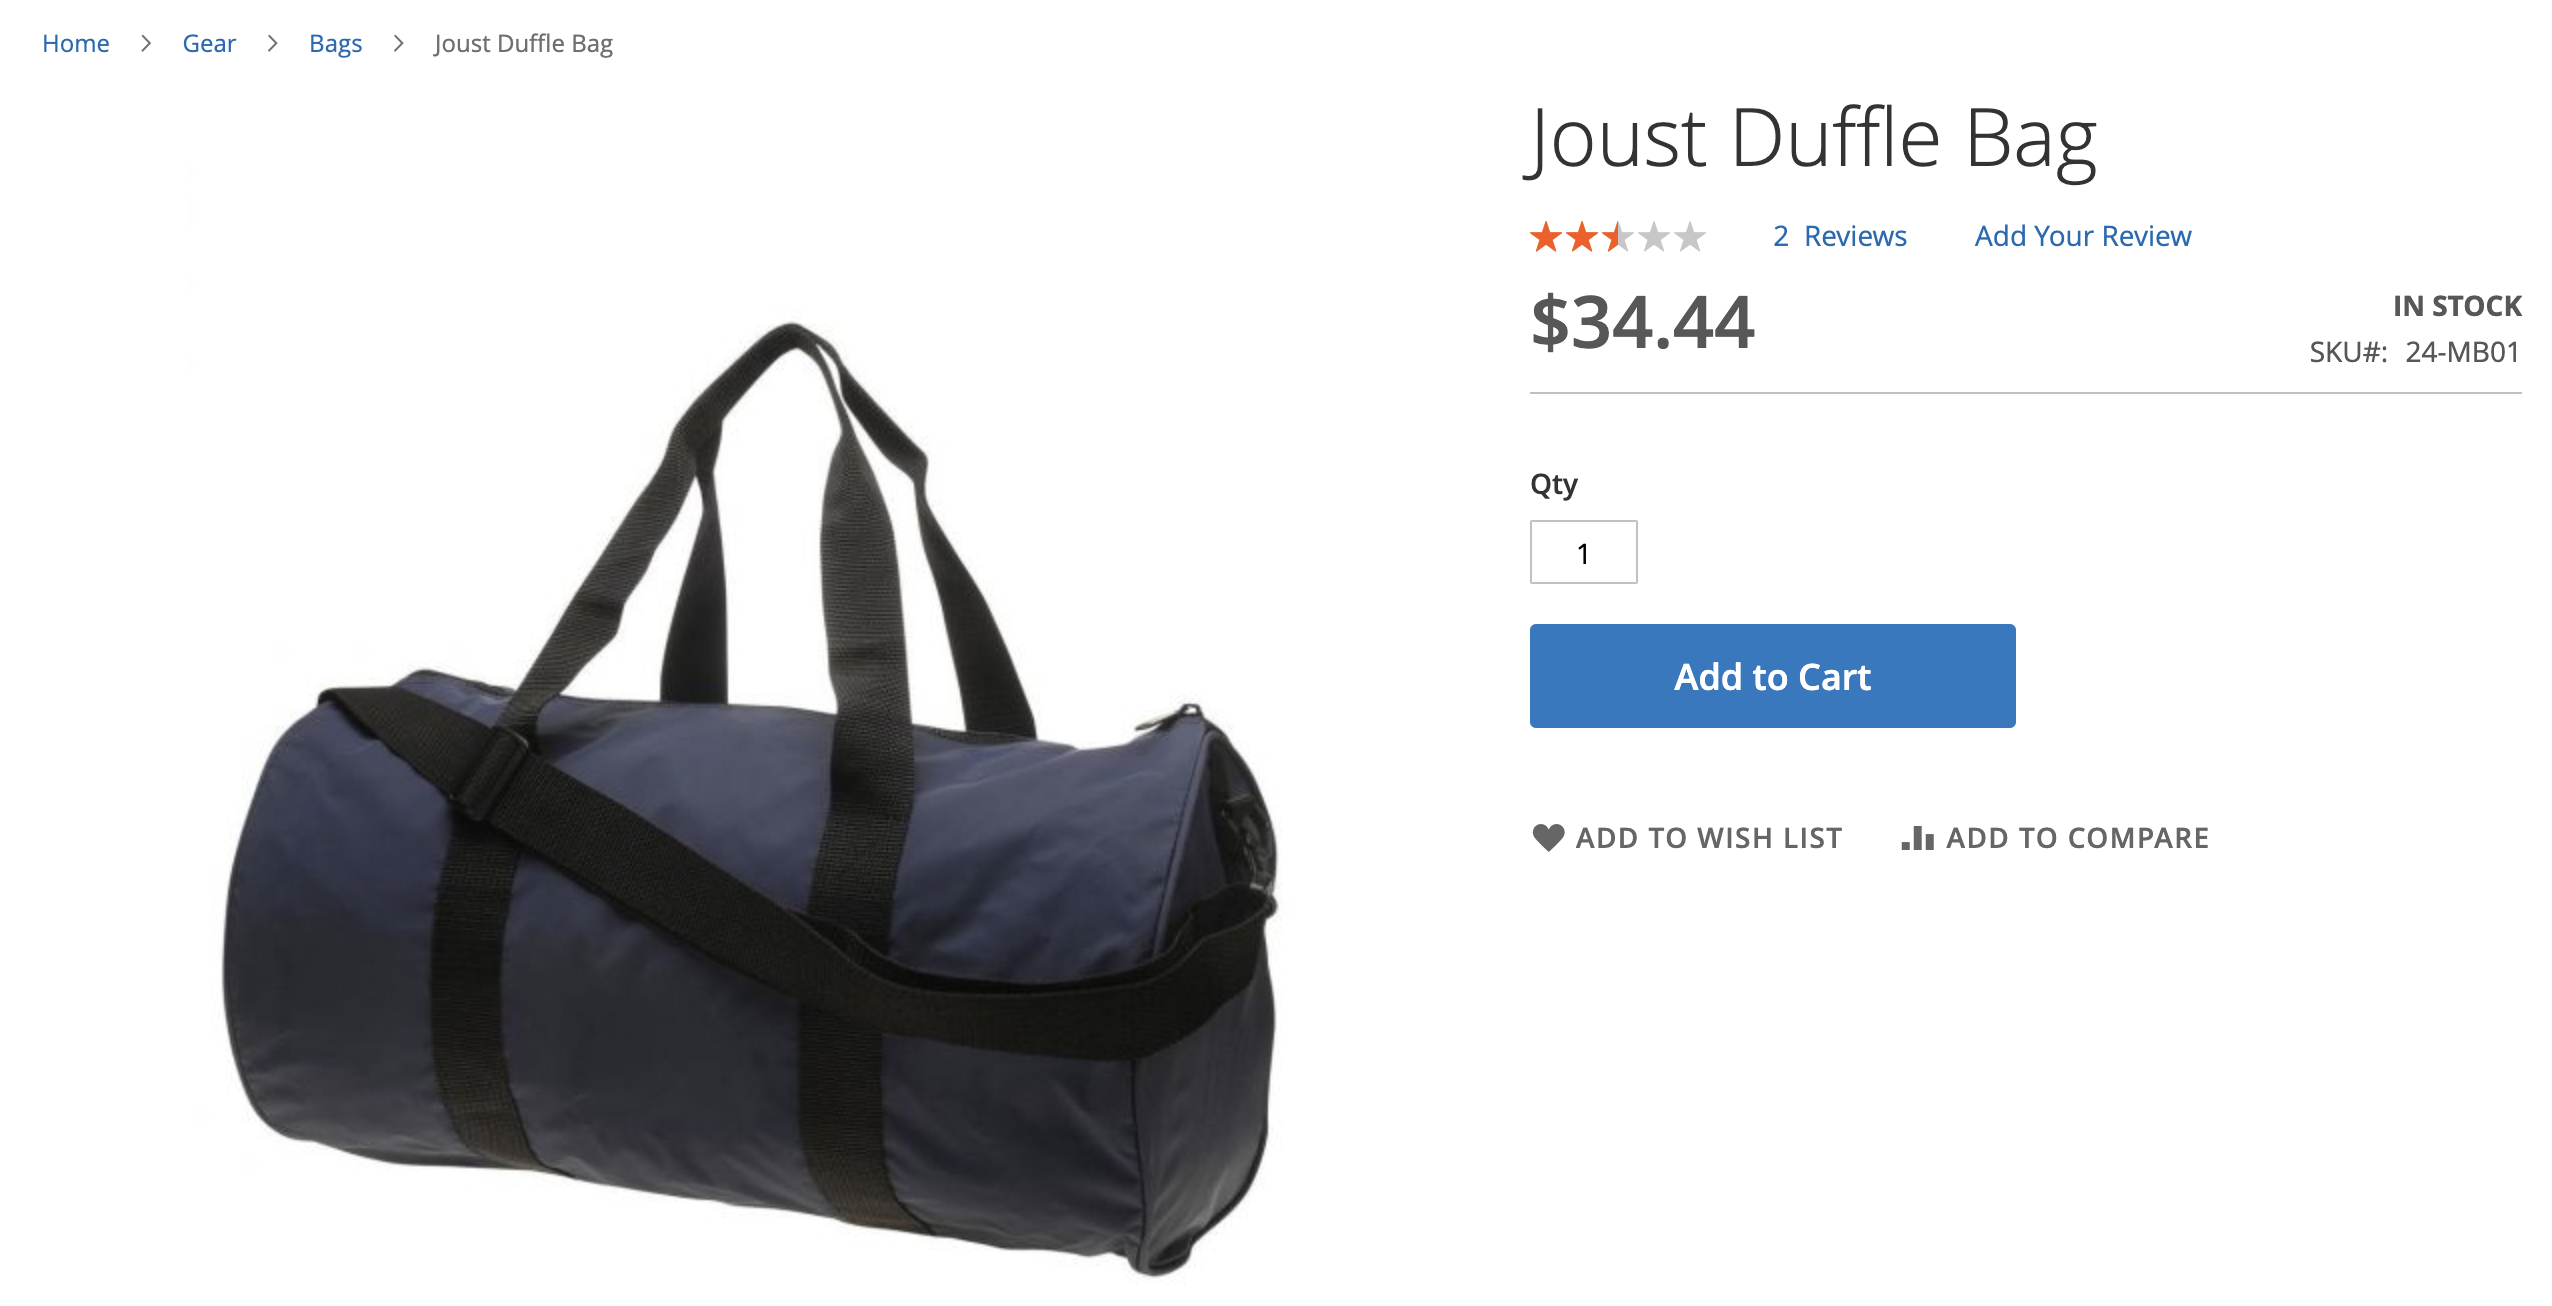 Home > Gear > Bags > Joust Duffle Bag
Joust Duffle Bag
2 Reviews Add Your Review
$34.44
IN STOCK
SKU#: 24-MB01
Qty
1
Add to Cart
ADD TO WISH LIST ADD TO COMPARE